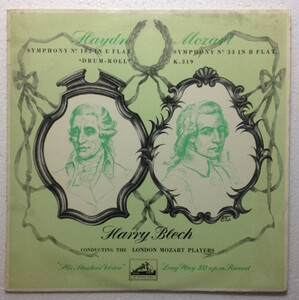 Haydn
SYMPHONY Nº 103 IN E FLAT
"DRUM-ROLL"
Mozart
SYMPHONY Nº 33 IN B FLAT
K.319
Harry Blech
CONDUCTING THE LONDON MOZART PLAYERS
"His Master's Voice"
Long Play 33⅓ r.p.m. Record